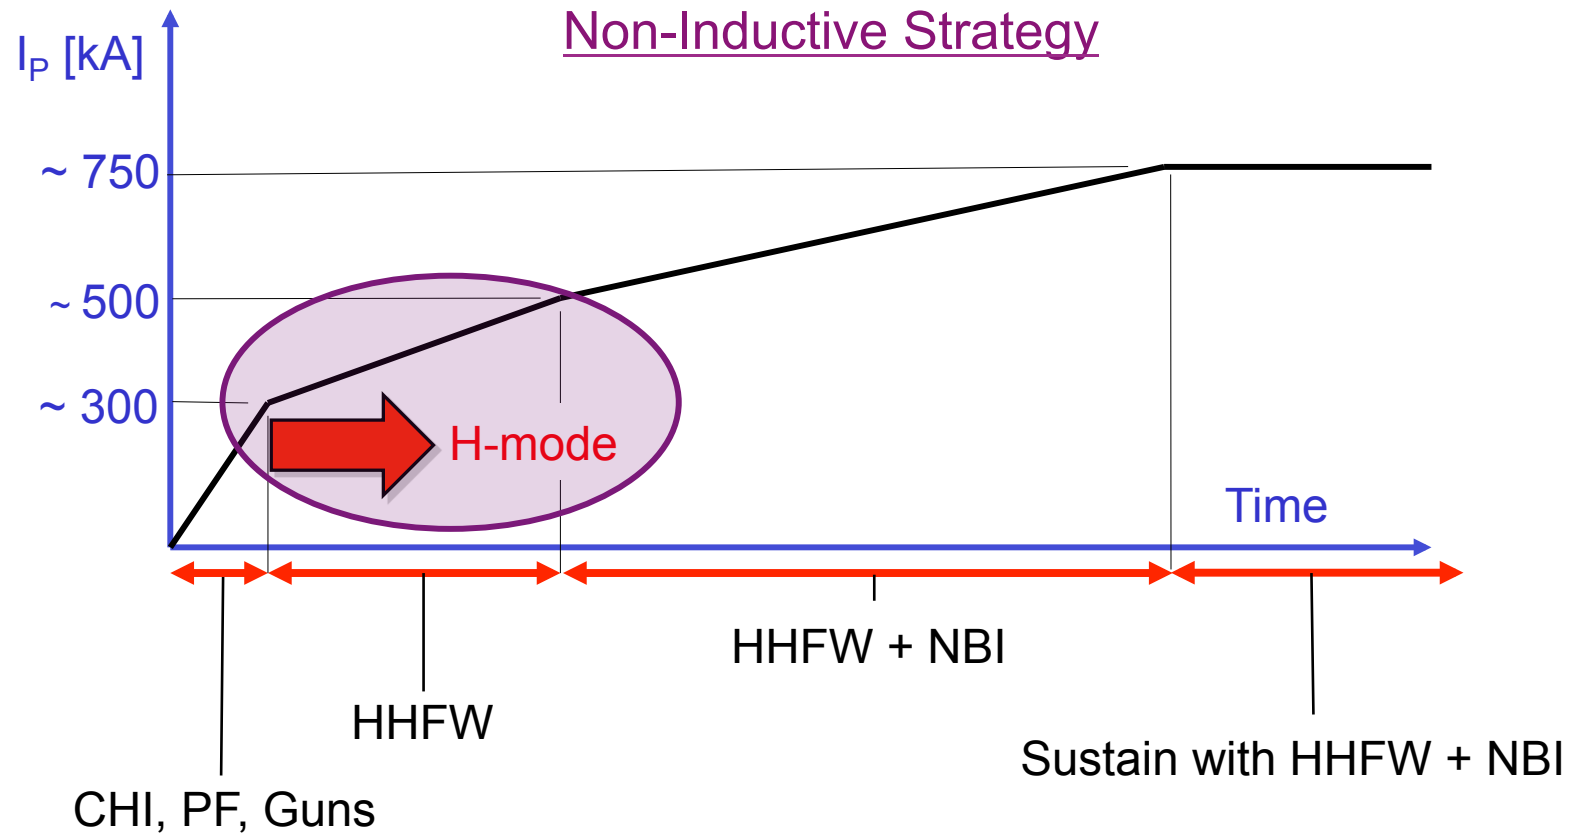 Non-Inductive Strategy
I_P [kA]
~ 750
~ 500
~ 300
H-mode
Time
HHFW + NBI
HHFW
Sustain with HHFW + NBI
CHI, PF, Guns